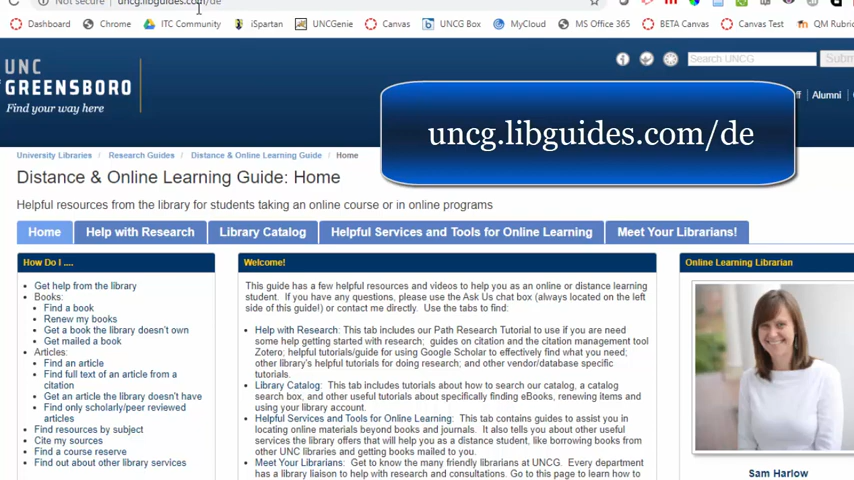 Not secure uncg.libguides.com/de
Dashboard Chrome ITC Community iSpartan UNCGenie Canvas UNCG Box MyCloud MS Office 365 BETA Canvas Canvas Test QM Rubric
UNC
GREENSBORO
Find your way here
Search UNCG Subm
Alumni
uncg.libguides.com/de
University Libraries / Research Guides / Distance & Online Learning Guide / Home
Distance & Online Learning Guide: Home
Helpful resources from the library for students taking an online course or in online programs
Home Help with Research Library Catalog Helpful Services and Tools for Online Learning Meet Your Librarians!
How Do I ....
Get help from the library
Books:
Find a book
Renew my books
Get a book the library doesn't own
Get mailed a book
Articles:
Find an article
Find full text of an article from a
citation
Get an article the library doesn't have
Find only scholarly/peer reviewed
articles
Find resources by subject
Cite my sources
Find a course reserve
Find out about other library services
Welcome!
This guide has a few helpful resources and videos to help you as an online or distance learning
student. If you have any questions, please use the Ask Us chat box (always located on the left
side of this guide!) or contact me directly. Use the tabs to find:
Help with Research: This tab includes our Path Research Tutorial to use if you are need
some help getting started with research, guides on citation and the citation management tool
Zotero, helpful tutorials/guide for using Google Scholar to effectively find what you need;
other library's helpful tutorials for doing research; and other vendor/database specific
tutorials.
Library Catalog: This tab includes tutorials about how to search our catalog, a catalog
search box, and other useful tutorials about specifically finding eBooks, renewing items and
using your library account.
Helpful Services and Tools for Online Learning: This tab contains guides to assist you in
locating online materials beyond books and journals. It also tells you about other useful
services the library offers that will help you as a distance student, like borrowing books from
other UNC libraries and getting books mailed to you.
Meet Your Librarians: Get to know the many friendly librarians at UNCG. Every department
has a library liaison to help with research and consultations. Go to this page to learn how to
Online Learning Librarian
Sam Harlow